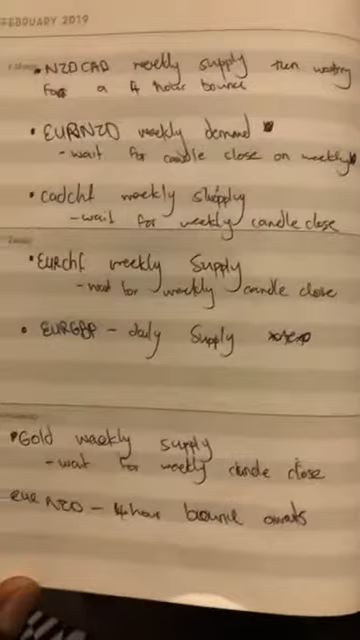 FEBRUARY 2019
• NZDCAD weekly supply then waiting
for a 4 hour bounce
• EURNZD weekly demand
- wait for candle close on weekly
• cadchf weekly supply
- wait for weekly candle close
• EURchf weekly supply
- wait for weekly candle close
• EURGBP - daily supply
• Gold weekly supply
- wait for weekly candle close
eur NZD - 4 hour bounce awaits